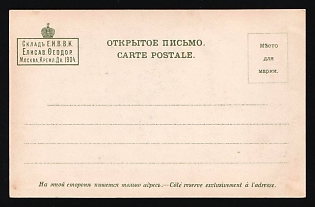 СКЛАДЪ Е.И.В.В.К.
ЕЛИСАВ. ФЕОДОР
МОСКВА, КРЕМЛ. ДВ. 1904.
ОТКРЫТОЕ ПИСЬМО.
CARTE POSTALE.
Мѣсто
для
марки.
На этой сторонѣ пишется только адресъ.—Côté réservé exclusivement à l'adresse.